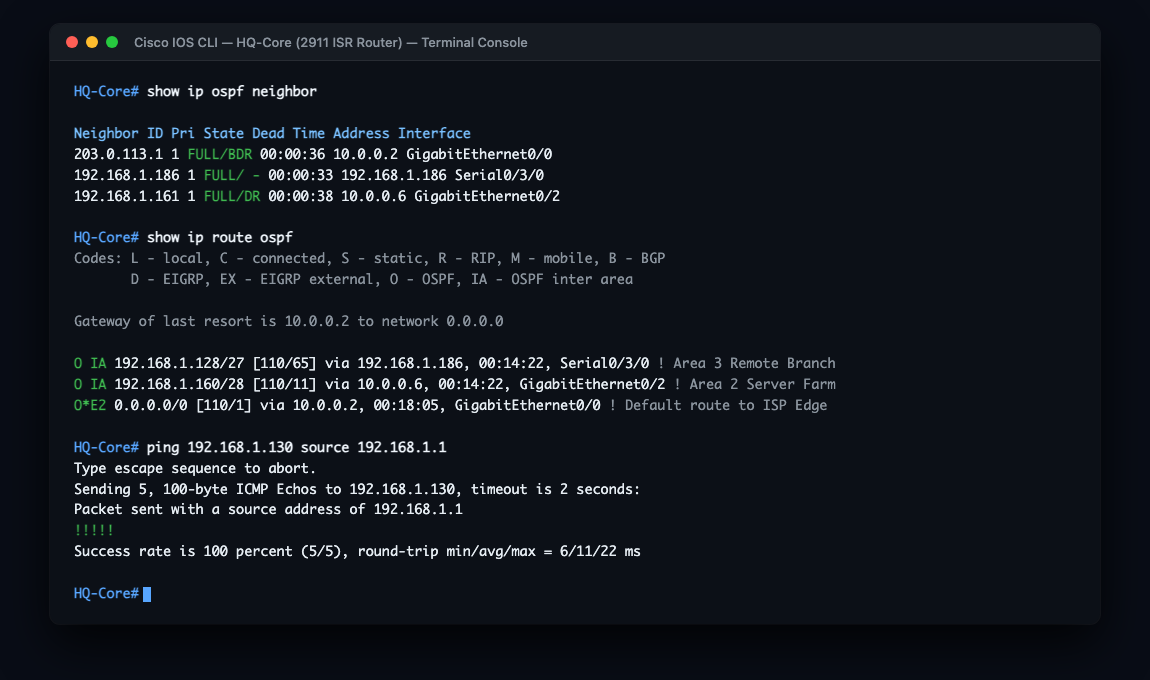 Cisco IOS CLI — HQ-Core (2911 ISR Router) — Terminal Console
HQ-Core# show ip ospf neighbor
Neighbor ID Pri State Dead Time Address Interface
203.0.113.1 1 FULL/BDR 00:00:36 10.0.0.2 GigabitEthernet0/0
192.168.1.186 1 FULL/ - 00:00:33 192.168.1.186 Serial0/3/0
192.168.1.161 1 FULL/DR 00:00:38 10.0.0.6 GigabitEthernet0/2
HQ-Core# show ip route ospf
Codes: L - local, C - connected, S - static, R - RIP, M - mobile, B - BGP
D - EIGRP, EX - EIGRP external, O - OSPF, IA - OSPF inter area
Gateway of last resort is 10.0.0.2 to network 0.0.0.0
O IA 192.168.1.128/27 [110/65] via 192.168.1.186, 00:14:22, Serial0/3/0 ! Area 3 Remote Branch
O IA 192.168.1.160/28 [110/11] via 10.0.0.6, 00:14:22, GigabitEthernet0/2 ! Area 2 Server Farm
O*E2 0.0.0.0/0 [110/1] via 10.0.0.2, 00:18:05, GigabitEthernet0/0 ! Default route to ISP Edge
HQ-Core# ping 192.168.1.130 source 192.168.1.1
Type escape sequence to abort.
Sending 5, 100-byte ICMP Echos to 192.168.1.130, timeout is 2 seconds:
Packet sent with a source address of 192.168.1.1
!!!!!
Success rate is 100 percent (5/5), round-trip min/avg/max = 6/11/22 ms
HQ-Core#